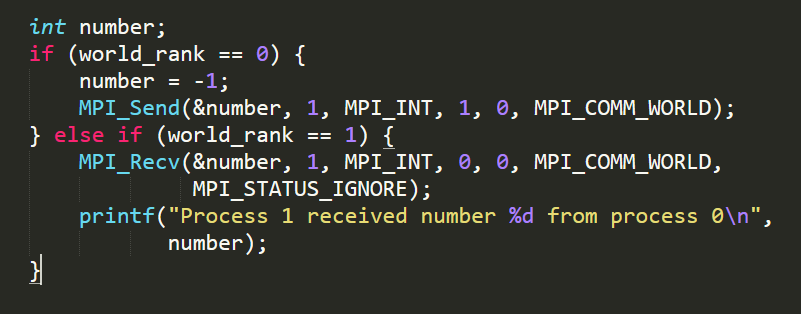 int number;
if (world_rank == 0) {
    number = -1;
    MPI_Send(&number, 1, MPI_INT, 1, 0, MPI_COMM_WORLD);
} else if (world_rank == 1) {
    MPI_Recv(&number, 1, MPI_INT, 0, 0, MPI_COMM_WORLD,
             MPI_STATUS_IGNORE);
    printf("Process 1 received number %d from process 0\n",
           number);
}